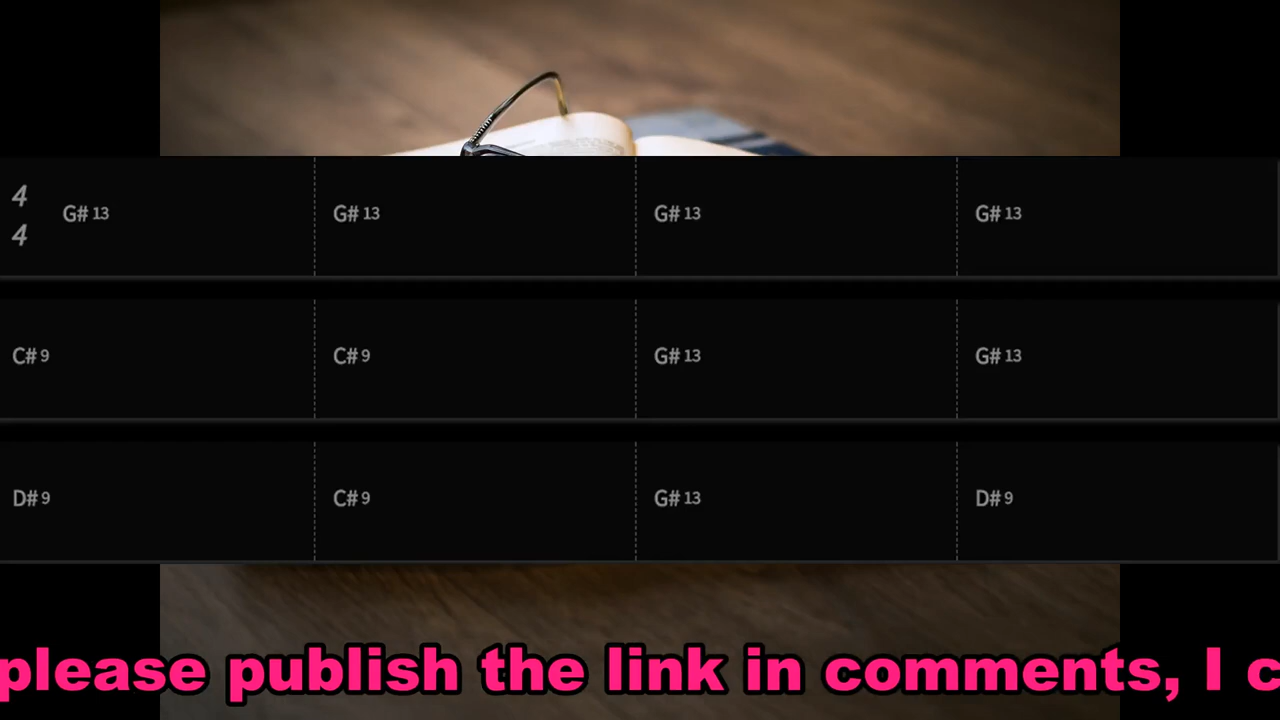 4
4
G# 13 G# 13 G# 13 G# 13
C# 9 C# 9 G# 13 G# 13
D# 9 C# 9 G# 13 D# 9
please publish the link in comments, I c